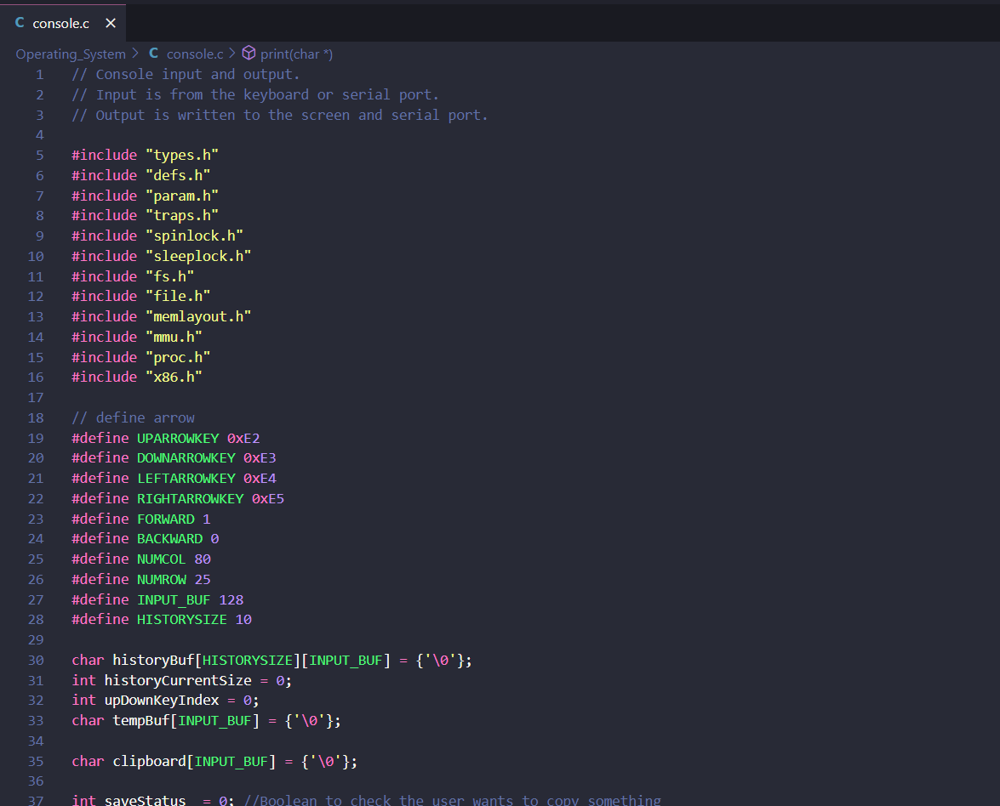 C console.c ×
Operating_System > C console.c > print(char *)
1 // Console input and output.
2 // Input is from the keyboard or serial port.
3 // Output is written to the screen and serial port.
4
5 #include "types.h"
6 #include "defs.h"
7 #include "param.h"
8 #include "traps.h"
9 #include "spinlock.h"
10 #include "sleeplock.h"
11 #include "fs.h"
12 #include "file.h"
13 #include "memlayout.h"
14 #include "mmu.h"
15 #include "proc.h"
16 #include "x86.h"
17
18 // define arrow
19 #define UPARROWKEY 0xE2
20 #define DOWNARROWKEY 0xE3
21 #define LEFTARROWKEY 0xE4
22 #define RIGHTARROWKEY 0xE5
23 #define FORWARD 1
24 #define BACKWARD 0
25 #define NUMCOL 80
26 #define NUMROW 25
27 #define INPUT_BUF 128
28 #define HISTORYSIZE 10
29
30 char historyBuf[HISTORYSIZE][INPUT_BUF] = {'\0'};
31 int historyCurrentSize = 0;
32 int upDownKeyIndex = 0;
33 char tempBuf[INPUT_BUF] = {'\0'};
34
35 char clipboard[INPUT_BUF] = {'\0'};
36
37 int saveStatus  = 0; //Boolean to check the user wants to copy something